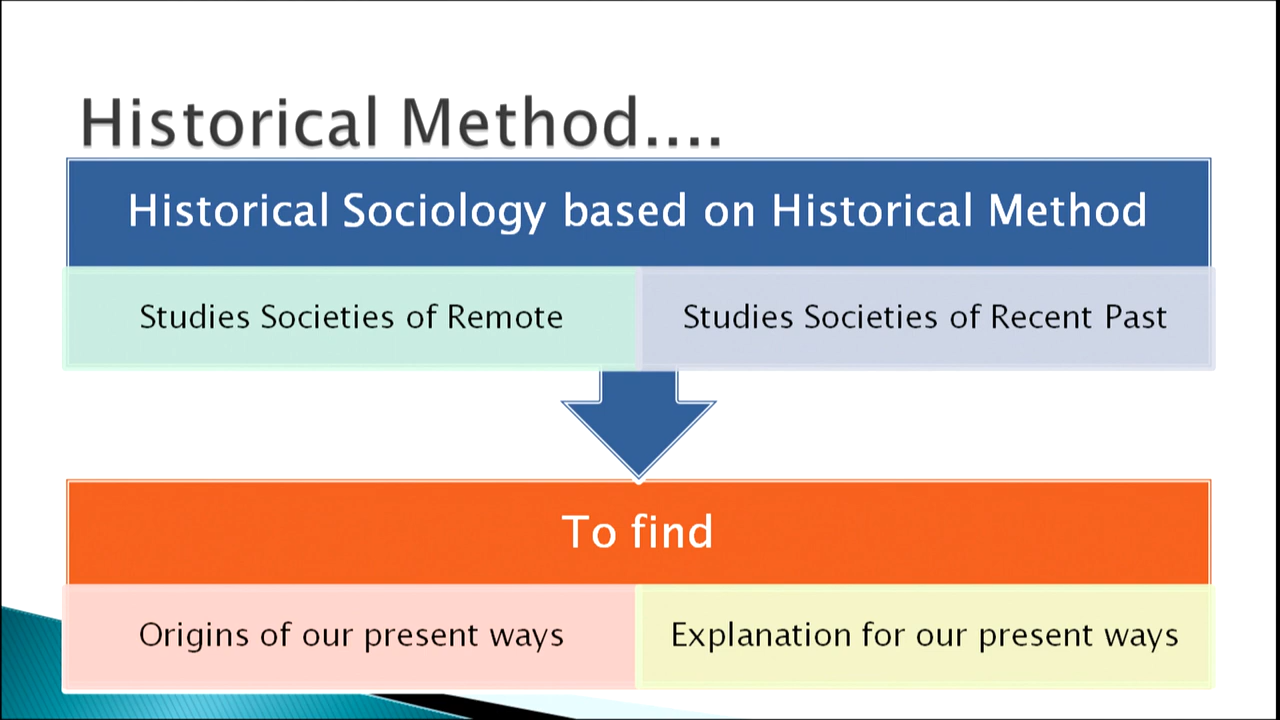 Historical Method....
Historical Sociology based on Historical Method
Studies Societies of Remote
Studies Societies of Recent Past
To find
Origins of our present ways
Explanation for our present ways